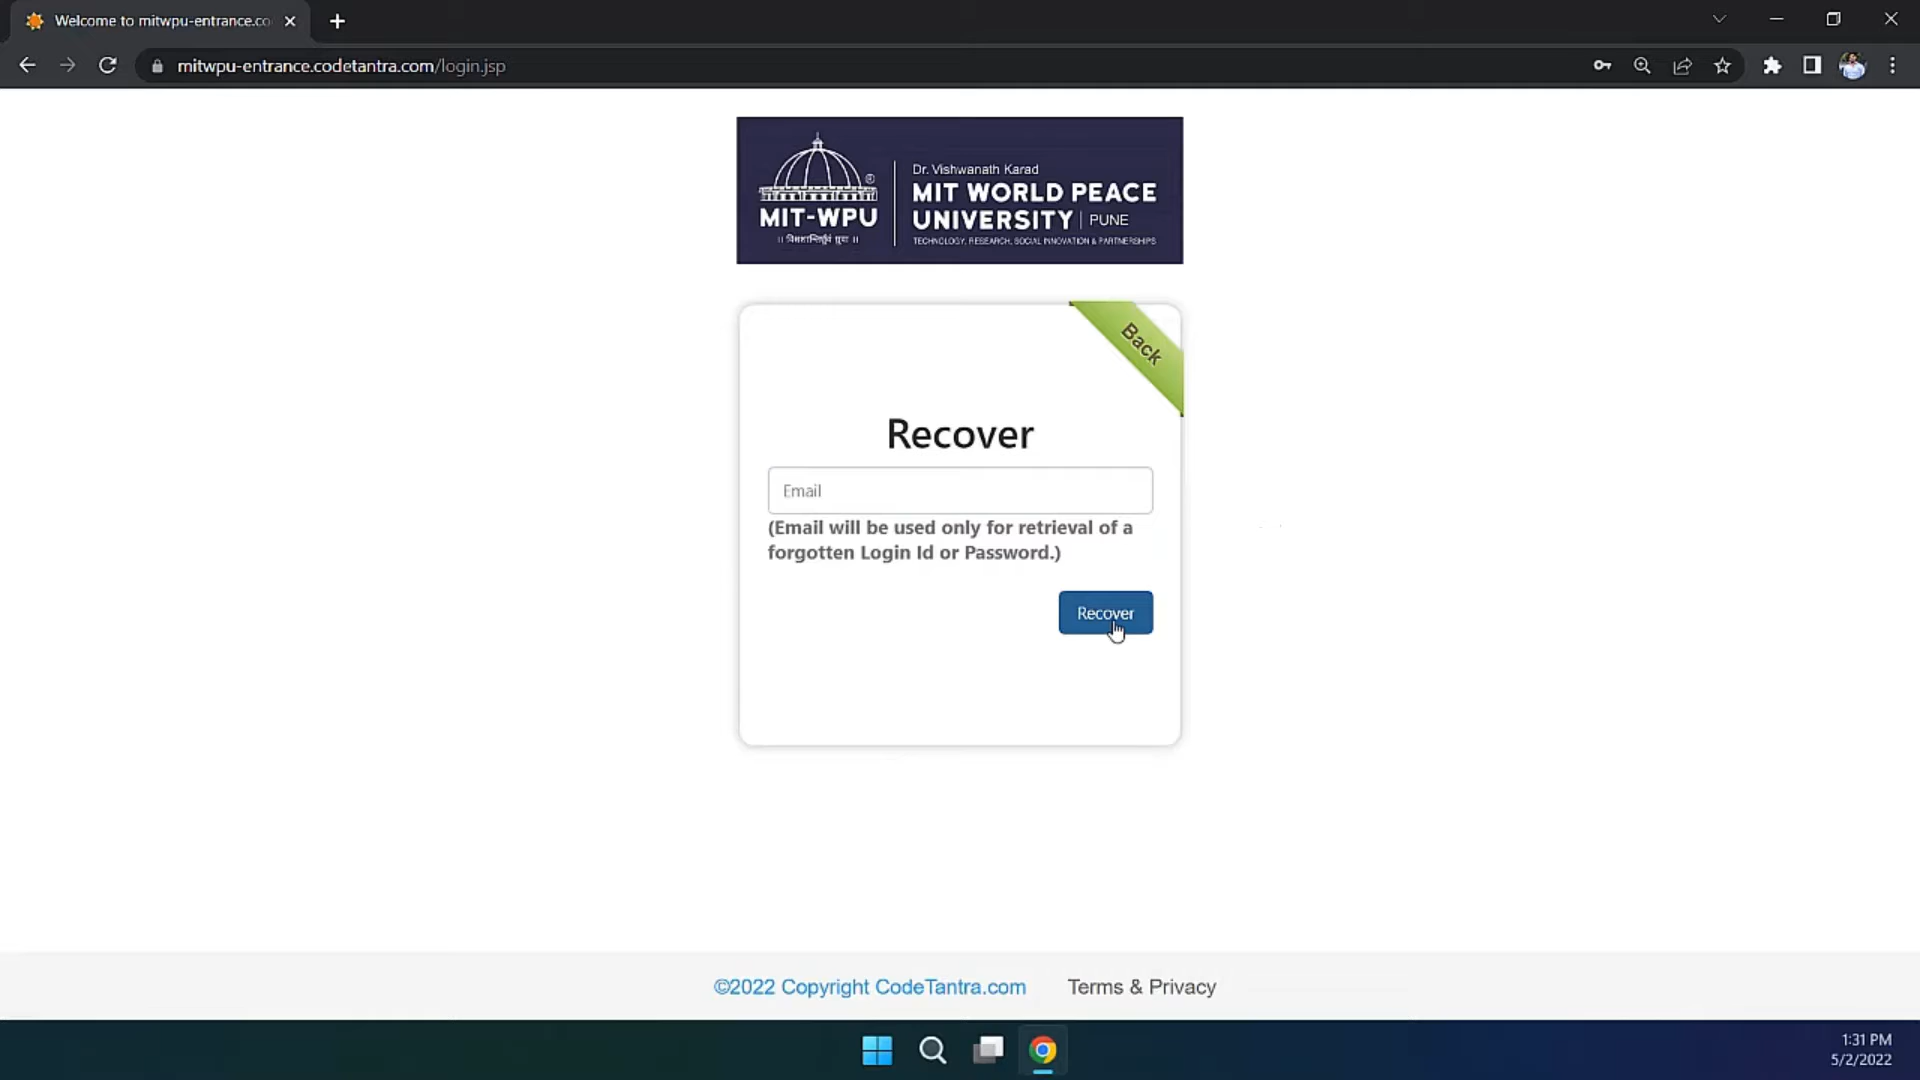 Welcome to mitwpu-entrance.co
mitwpu-entrance.codetantra.com/login.jsp
Dr. Vishwanath Karad
MIT WORLD PEACE
UNIVERSITY | PUNE
TECHNOLOGY, RESEARCH, SOCIAL INNOVATION & PARTNERSHIPS
®
MIT-WPU
Back
Recover
Email
(Email will be used only for retrieval of a
forgotten Login Id or Password.)
Recover
©2022 Copyright CodeTantra.com
Terms & Privacy
1:31 PM
5/2/2022